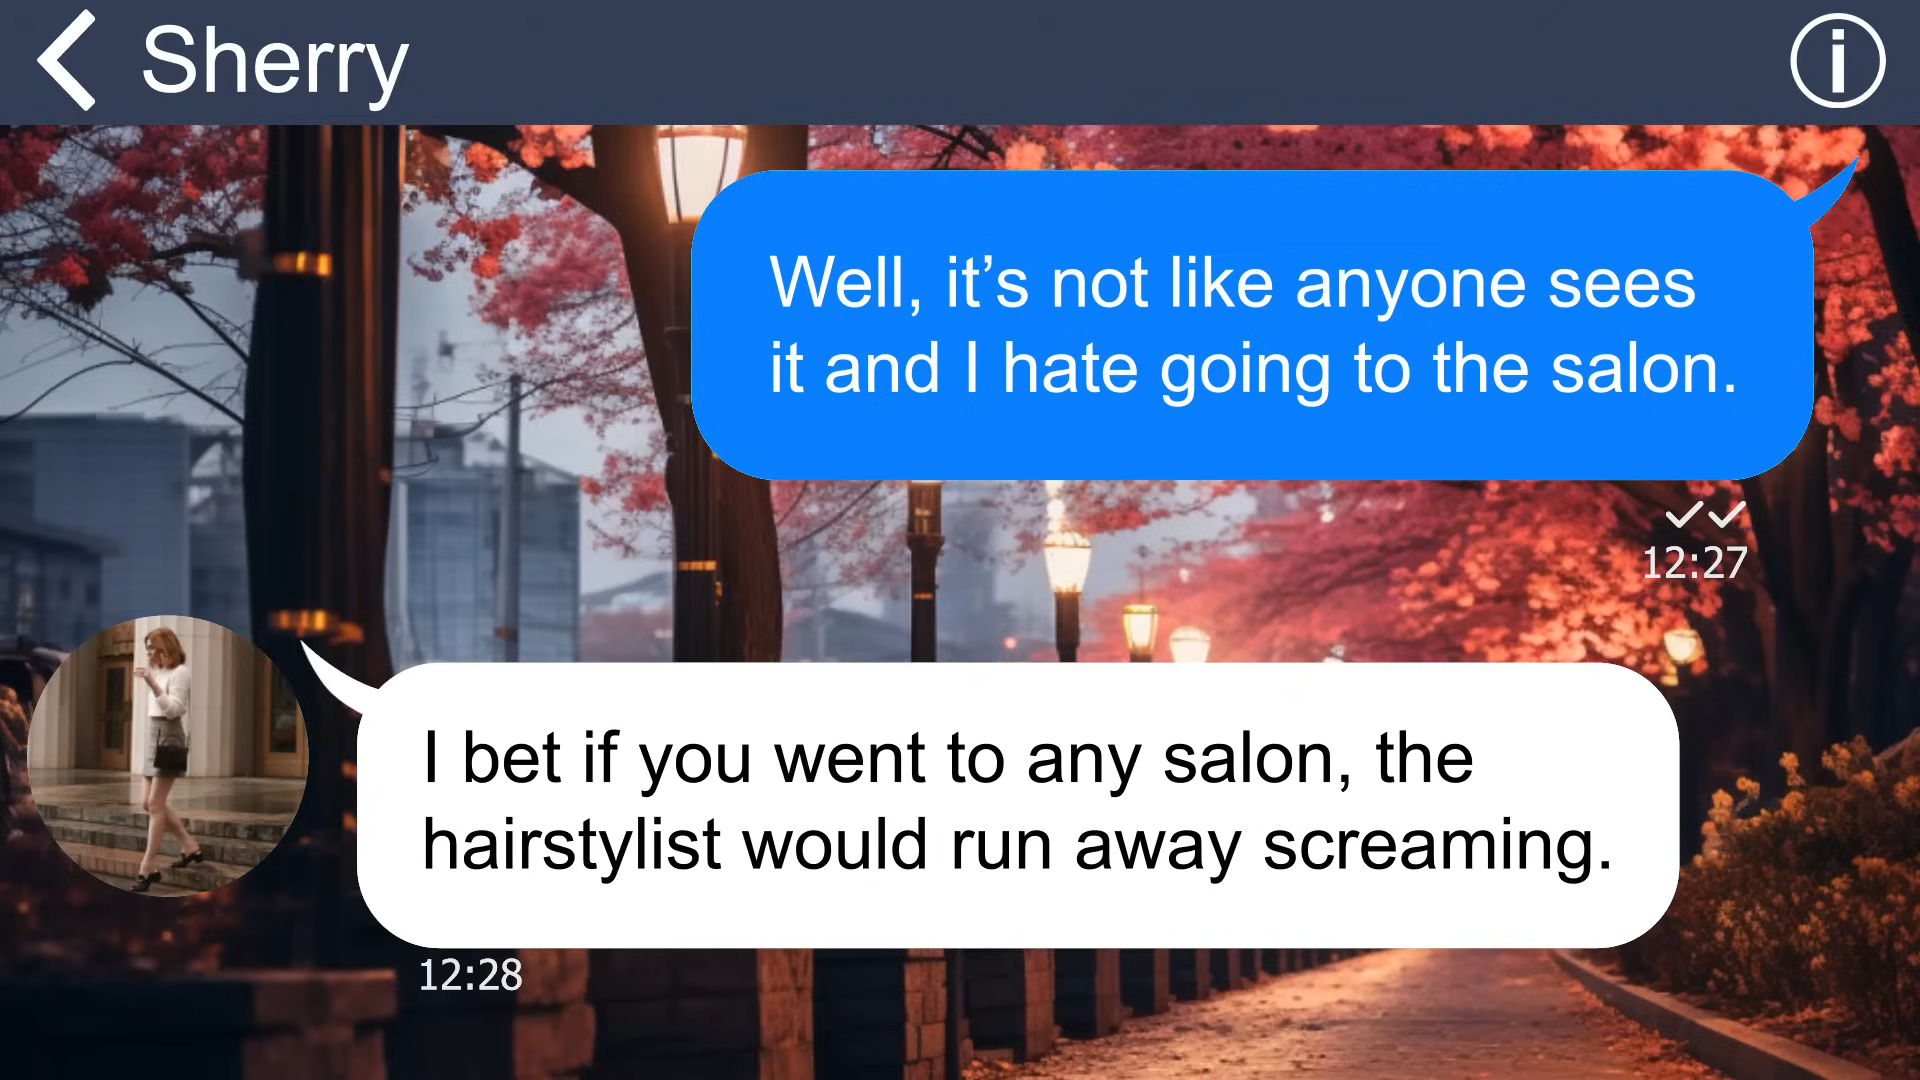 Sherry
Well, it’s not like anyone sees
it and I hate going to the salon.
12:27
I bet if you went to any salon, the
hairstylist would run away screaming.
12:28